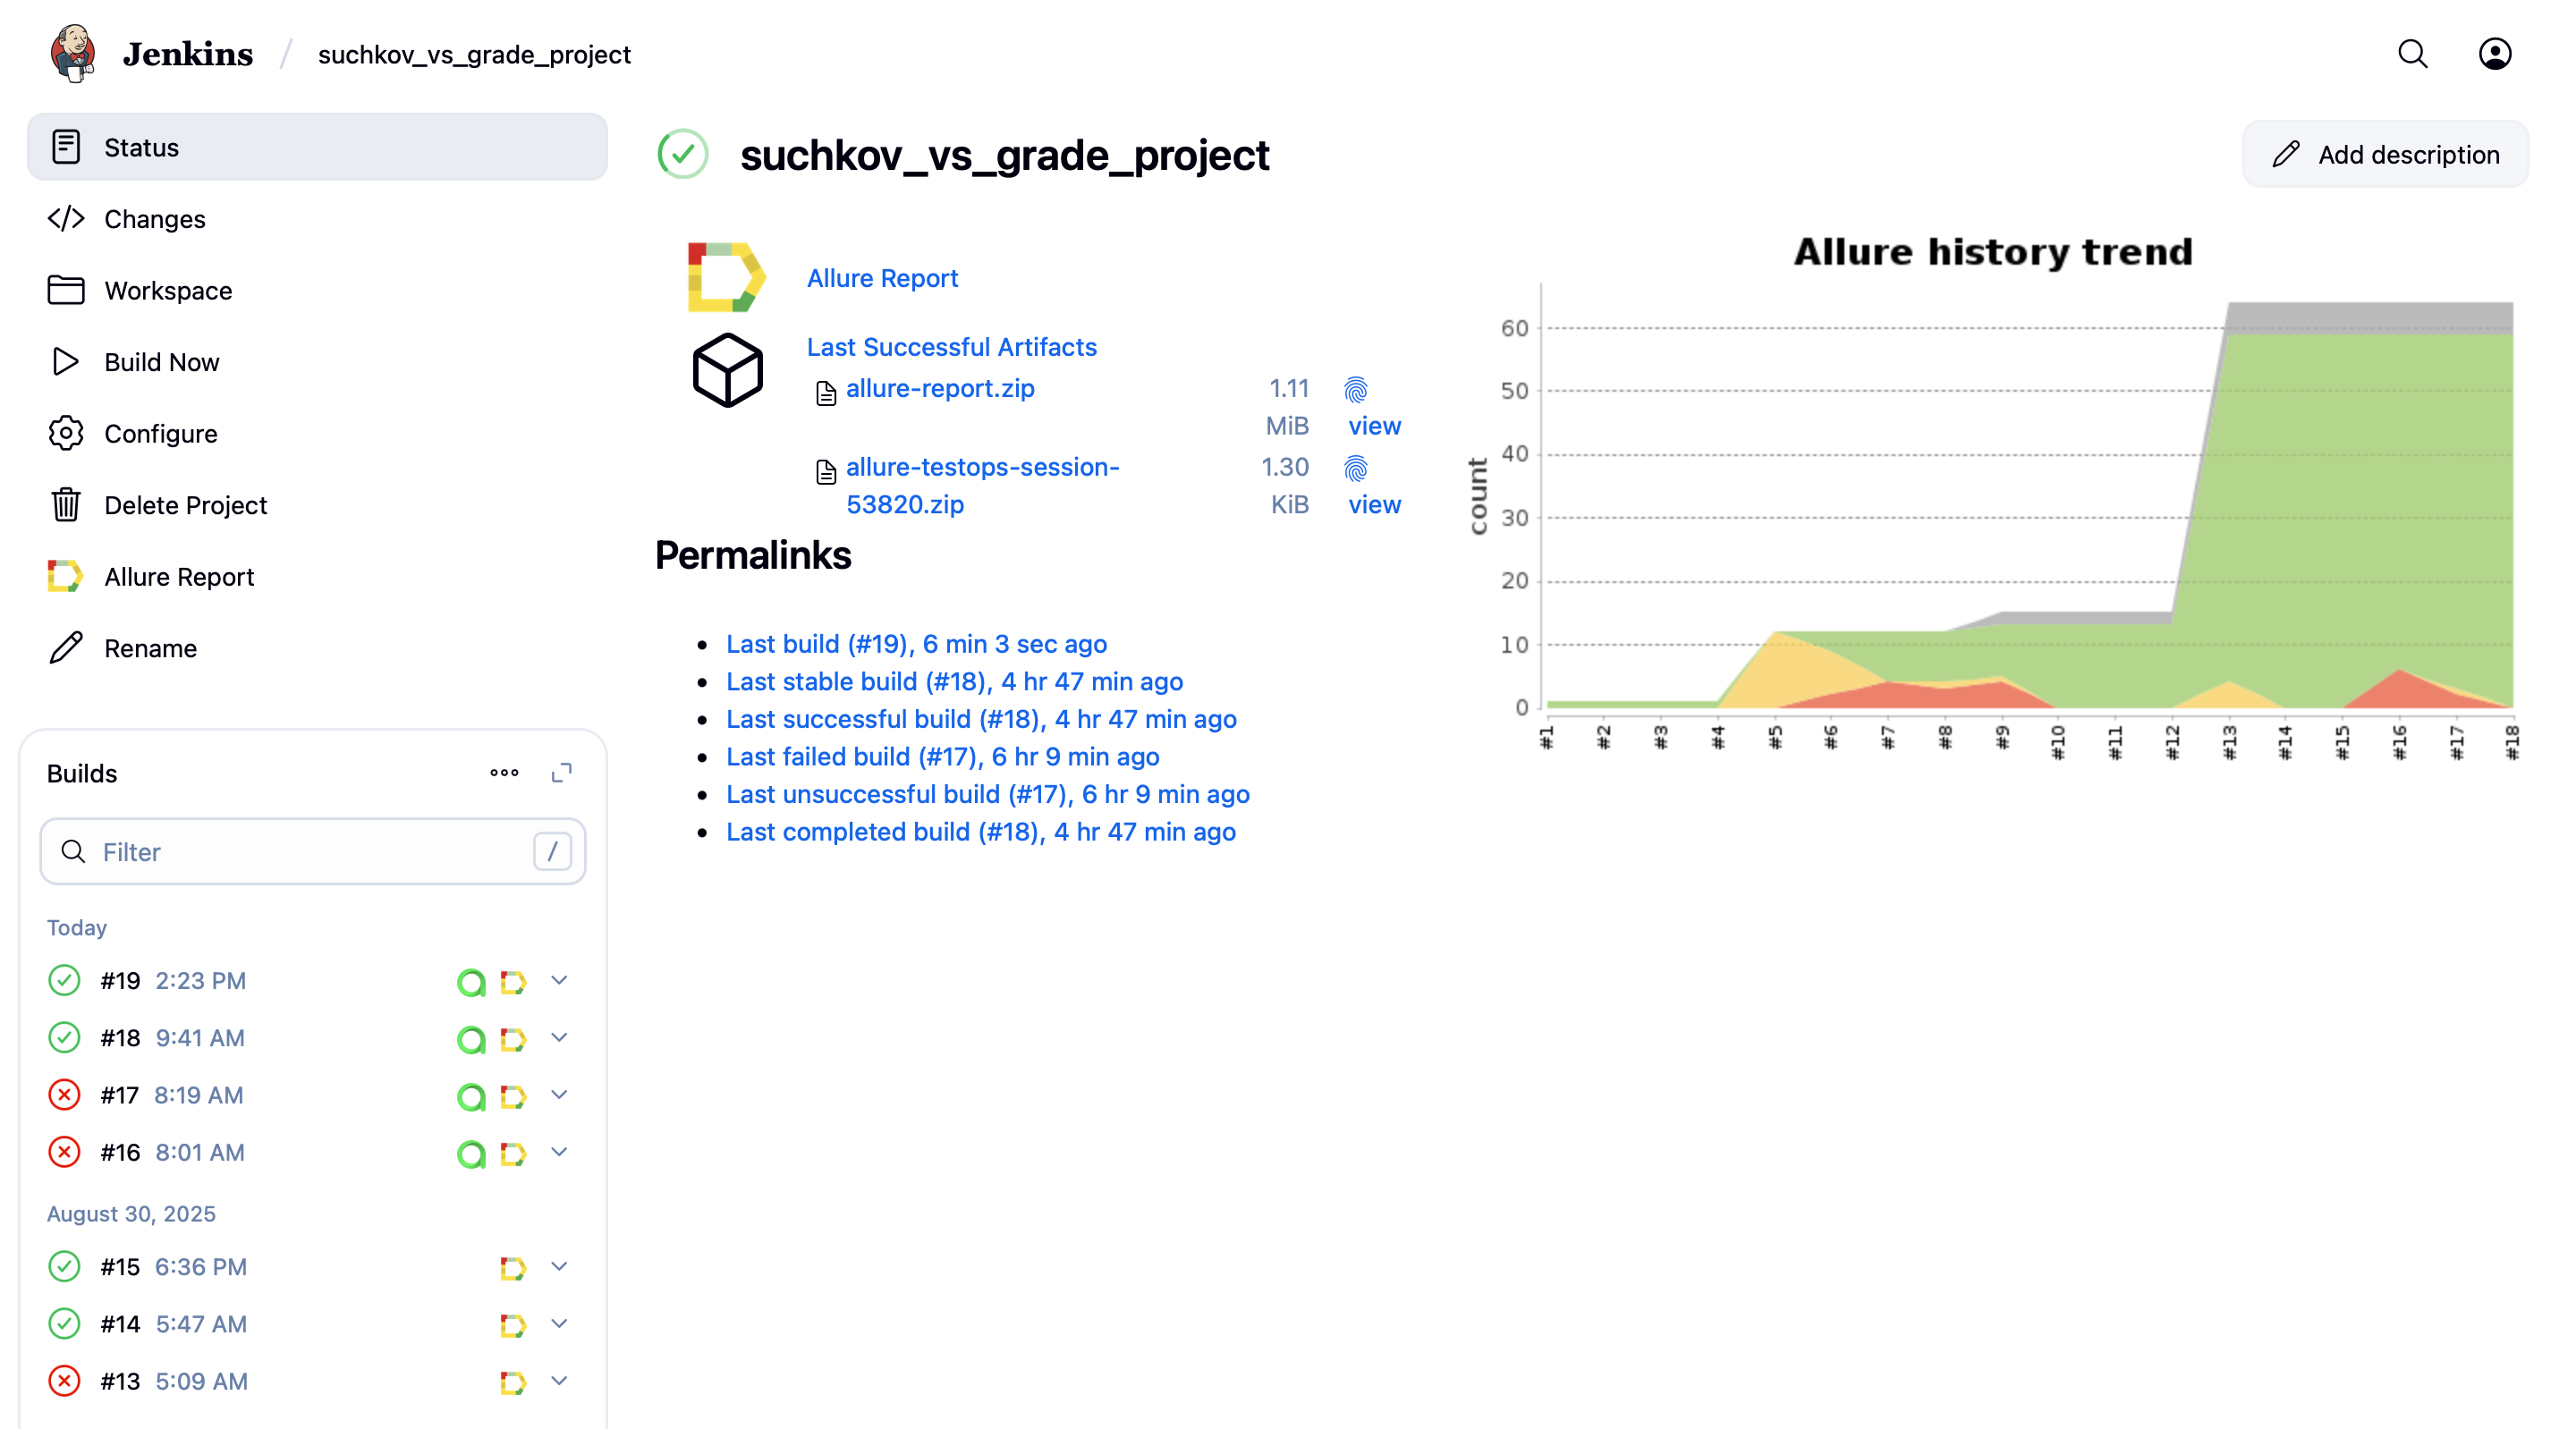 Jenkins / suchkov_vs_grade_project
Status
Changes
Workspace
Build Now
Configure
Delete Project
Allure Report
Rename
Builds
Filter /
Today
#19 2:23 PM
#18 9:41 AM
#17 8:19 AM
#16 8:01 AM
August 30, 2025
#15 6:36 PM
#14 5:47 AM
#13 5:09 AM
suchkov_vs_grade_project
Add description
Allure Report
Last Successful Artifacts
allure-report.zip 1.11 MiB view
allure-testops-session-
53820.zip 1.30 KiB view
Permalinks
Last build (#19), 6 min 3 sec ago
Last stable build (#18), 4 hr 47 min ago
Last successful build (#18), 4 hr 47 min ago
Last failed build (#17), 6 hr 9 min ago
Last unsuccessful build (#17), 6 hr 9 min ago
Last completed build (#18), 4 hr 47 min ago
Allure history trend
count
60
50
40
30
20
10
0
#1 #2 #3 #4 #5 #6 #7 #8 #9 #10 #11 #12 #13 #14 #15 #16 #17 #18